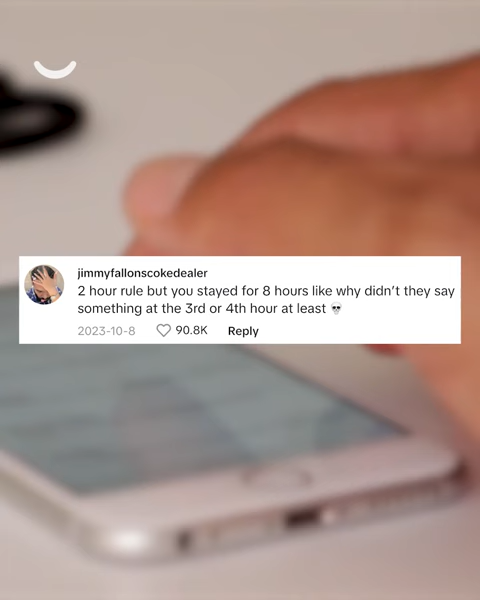 jimmyfallonscokedealer
2 hour rule but you stayed for 8 hours like why didn't they say
something at the 3rd or 4th hour at least 💀
2023-10-8 90.8K Reply